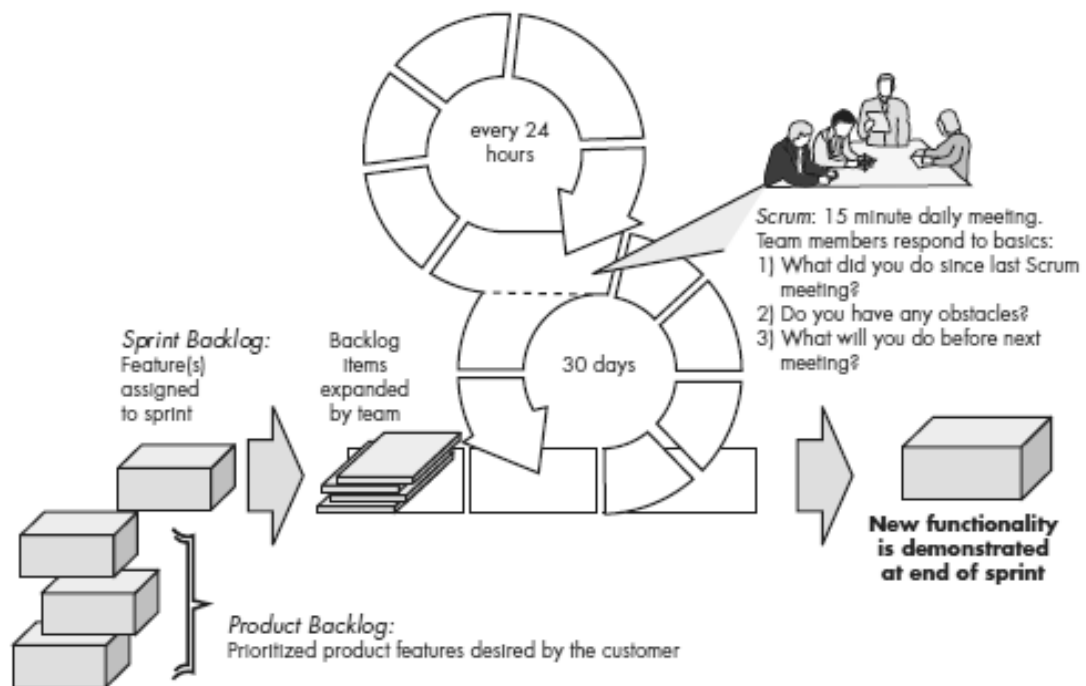 every 24
hours
Scrum: 15 minute daily meeting.
Team members respond to basics:
1) What did you do since last Scrum
meeting?
2) Do you have any obstacles?
3) What will you do before next
meeting?
Sprint Backlog:
Feature(s)
assigned
to sprint
Backlog
items
expanded
by team
30 days
New functionality
is demonstrated
at end of sprint
Product Backlog:
Prioritized product features desired by the customer